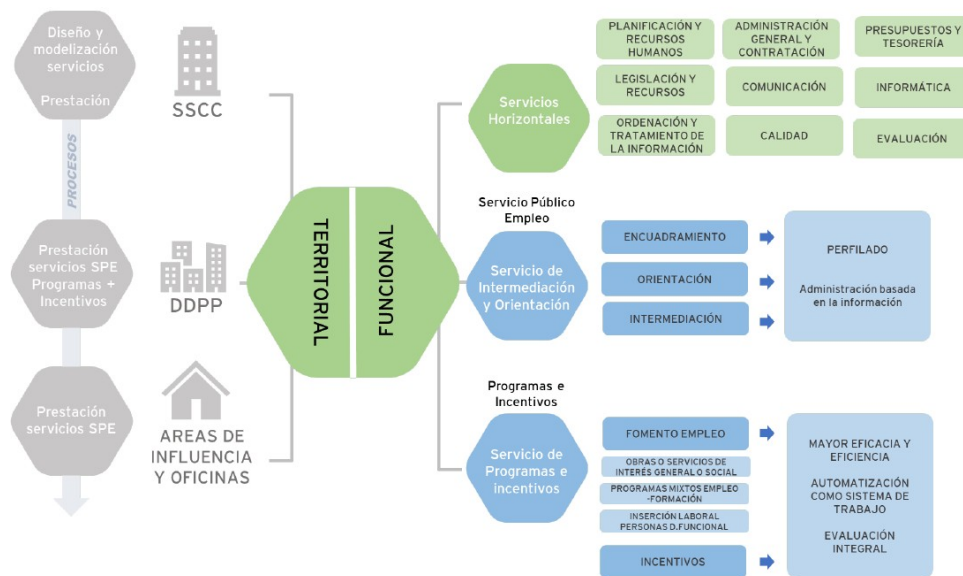 Diseño y
modelización
servicios
Prestación
PROCESOS
Prestación
servicios SPE
Programas +
Incentivos
Prestación
servicios SPE
SSCC
DDPP
AREAS DE
INFLUENCIA
Y OFICINAS
TERRITORIAL
FUNCIONAL
Servicios
Horizontales
PLANIFICACIÓN Y
RECURSOS
HUMANOS
ADMINISTRACIÓN
GENERAL Y
CONTRATACIÓN
PRESUPUESTOS Y
TESORERÍA
LEGISLACIÓN Y
RECURSOS
COMUNICACIÓN
INFORMÁTICA
ORDENACIÓN Y
TRATAMIENTO DE
LA INFORMACIÓN
CALIDAD
EVALUACIÓN
Servicio Público
Empleo
Servicio de
Intermediación
y Orientación
ENCUADRAMIENTO
ORIENTACIÓN
INTERMEDIACIÓN
PERFILADO
Administración basada
en la información
Programas e
Incentivos
Servicio de
Programas e
incentivos
FOMENTO EMPLEO
OBRAS O SERVICIOS DE
INTERÉS GENERAL O SOCIAL
PROGRAMAS MIXTOS EMPLEO
-FORMACIÓN
INSERCIÓN LABORAL
PERSONAS D.FUNCIONAL
INCENTIVOS
MAYOR EFICACIA Y
EFICIENCIA
AUTOMATIZACIÓN
COMO SISTEMA DE
TRABAJO
EVALUACIÓN
INTEGRAL